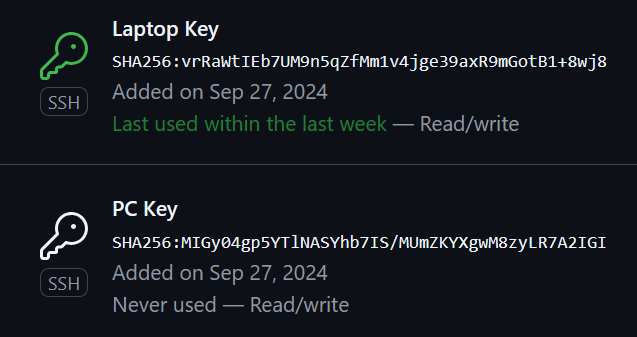 Laptop Key
SHA256:vrRaWtIEb7UM9n5qZfMm1v4jge39axR9mGotB1+8wj8
SSH
Added on Sep 27, 2024
Last used within the last week — Read/write
PC Key
SHA256:MIGy04gp5YTlNASYhb7IS/MUmZKYXgwM8zyLR7A2IGI
SSH
Added on Sep 27, 2024
Never used — Read/write